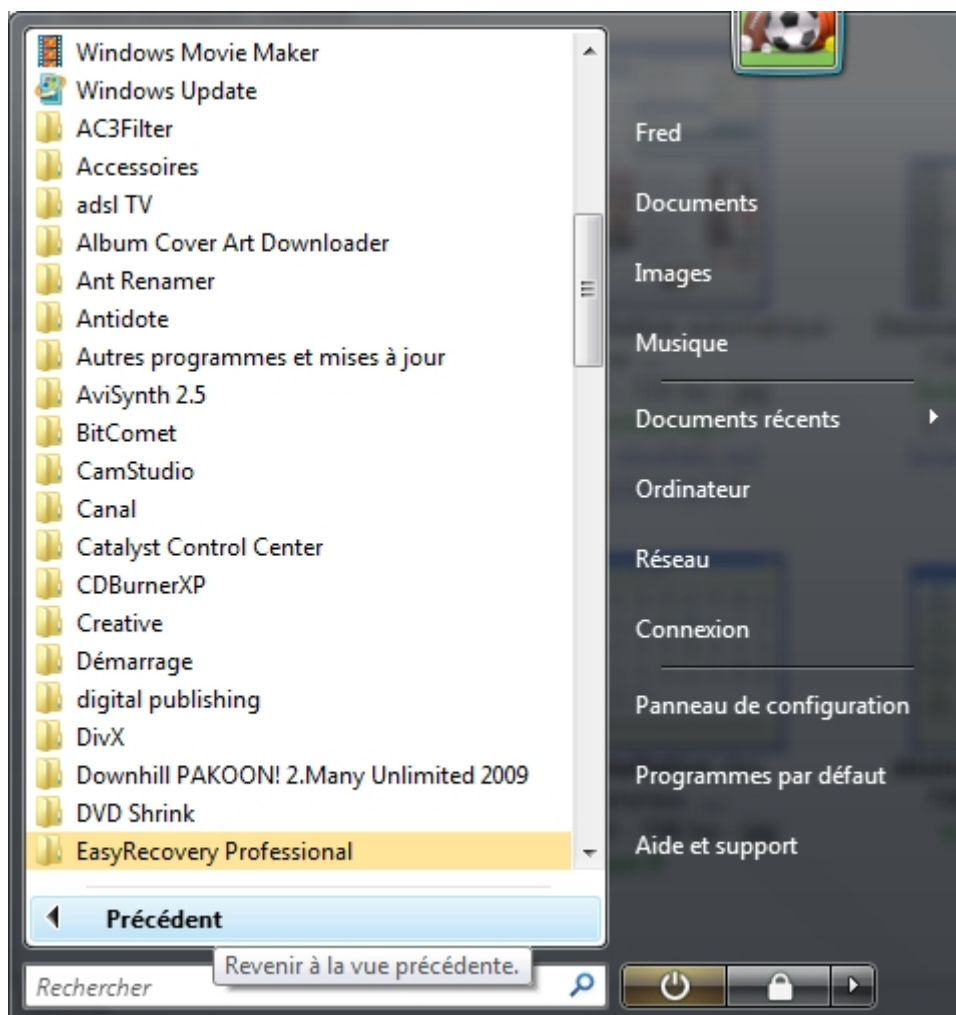 Windows Movie Maker
Windows Update
AC3Filter
Accessoires
adsl TV
Album Cover Art Downloader
Ant Renamer
Antidote
Autres programmes et mises à jour
AviSynth 2.5
BitComet
CamStudio
Canal
Catalyst Control Center
CDBurnerXP
Creative
Démarrage
digital publishing
DivX
Downhill PAKOON! 2.Many Unlimited 2009
DVD Shrink
EasyRecovery Professional
Précédent
Revenir à la vue précédente.
Rechercher
Fred
Documents
Images
Musique
Documents récents
Ordinateur
Réseau
Connexion
Panneau de configuration
Programmes par défaut
Aide et support